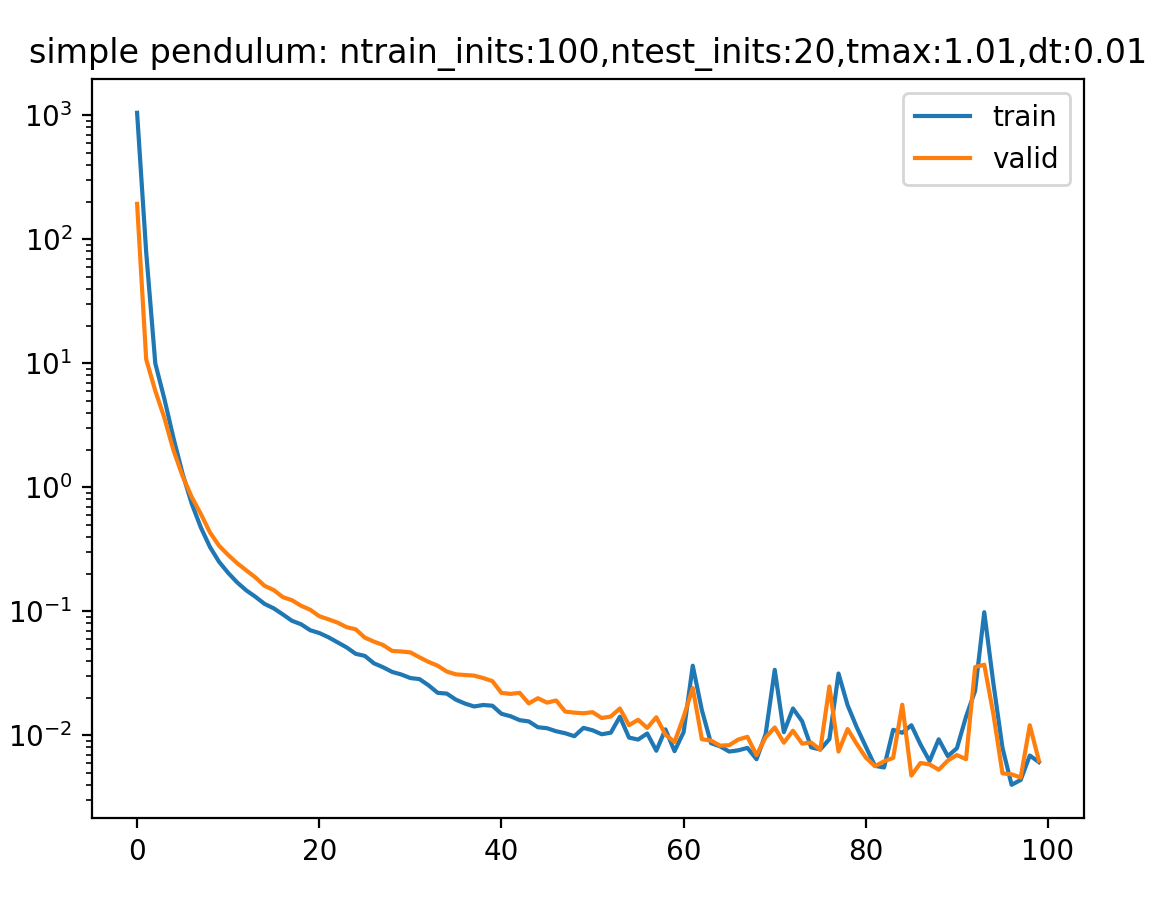 simple pendulum: ntrain_inits:100,ntest_inits:20,tmax:1.01,dt:0.01
train
valid
10³
10²
10¹
10⁰
10⁻¹
10⁻²
0 20 40 60 80 100